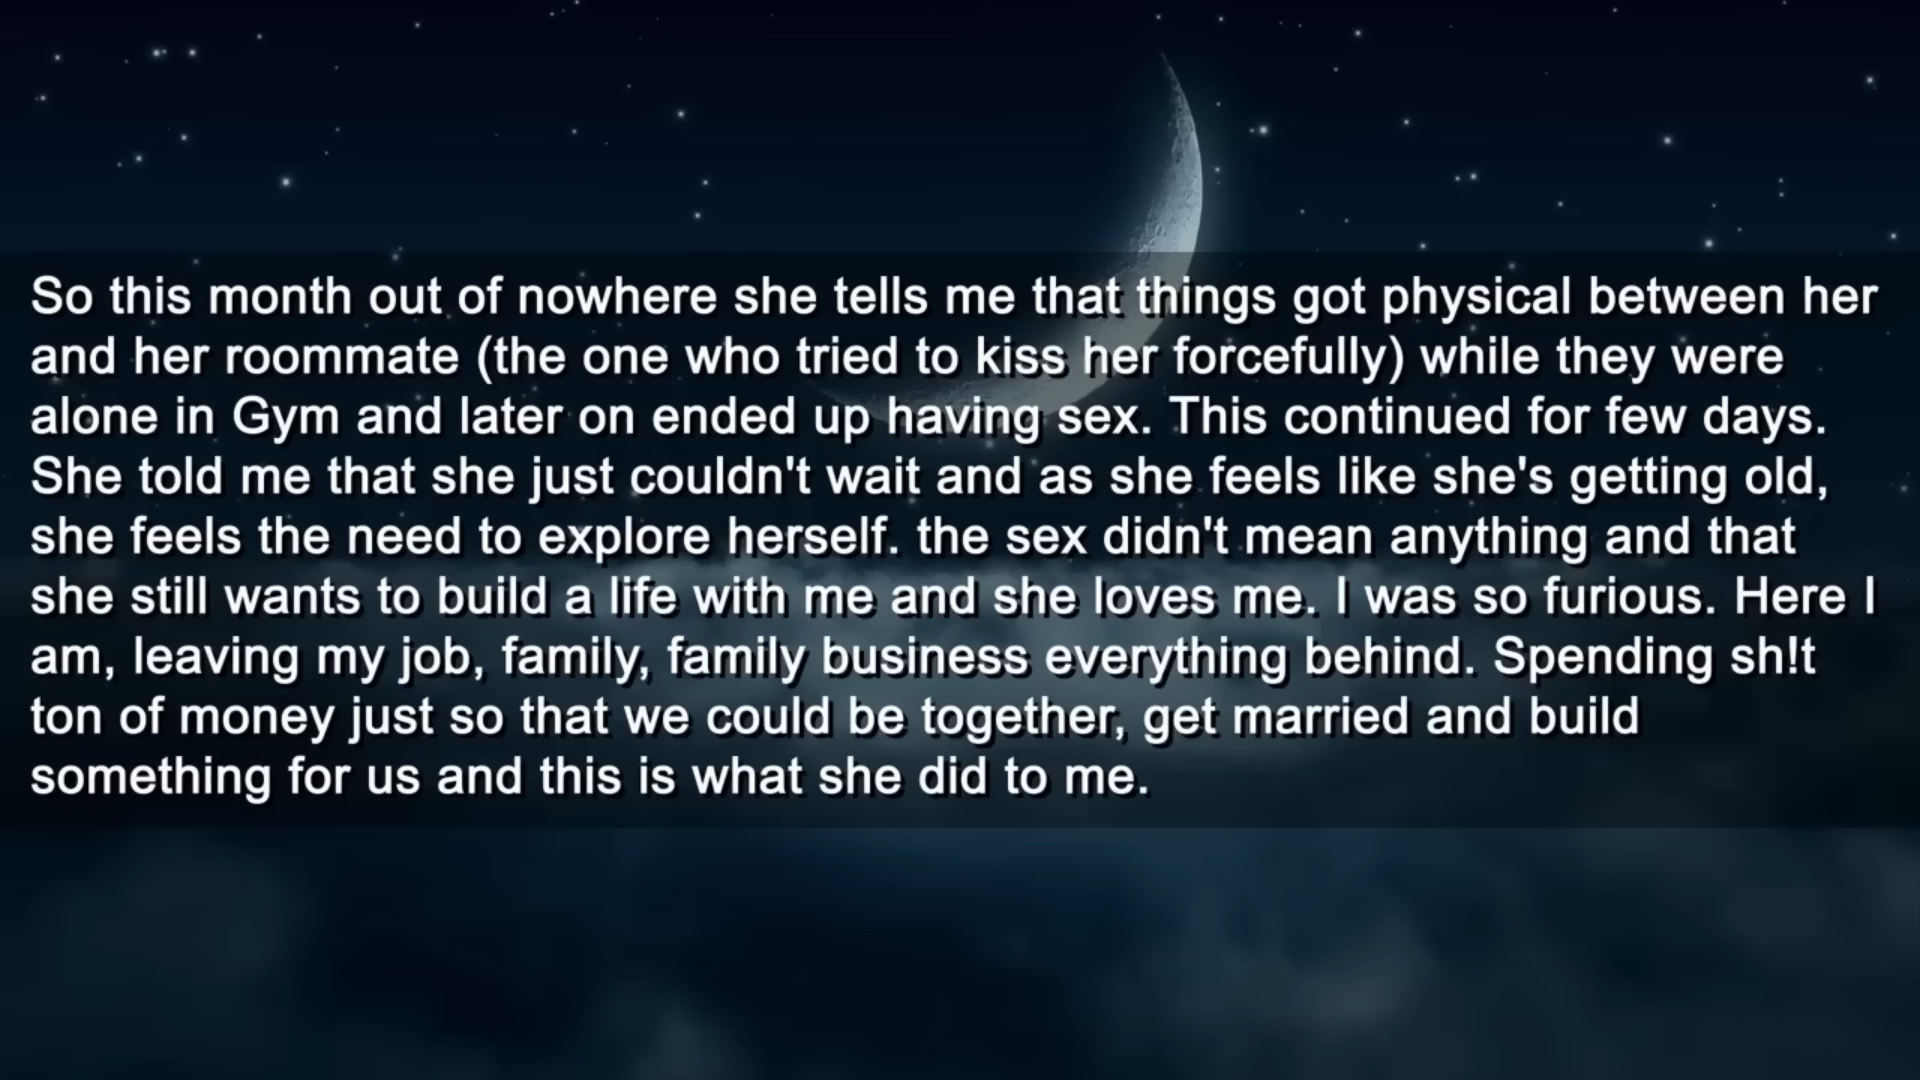 So this month out of nowhere she tells me that things got physical between her
and her roommate (the one who tried to kiss her forcefully) while they were
alone in Gym and later on ended up having sex. This continued for few days.
She told me that she just couldn't wait and as she feels like she's getting old,
she feels the need to explore herself. the sex didn't mean anything and that
she still wants to build a life with me and she loves me. I was so furious. Here I
am, leaving my job, family, family business everything behind. Spending sh!t
ton of money just so that we could be together, get married and build
something for us and this is what she did to me.